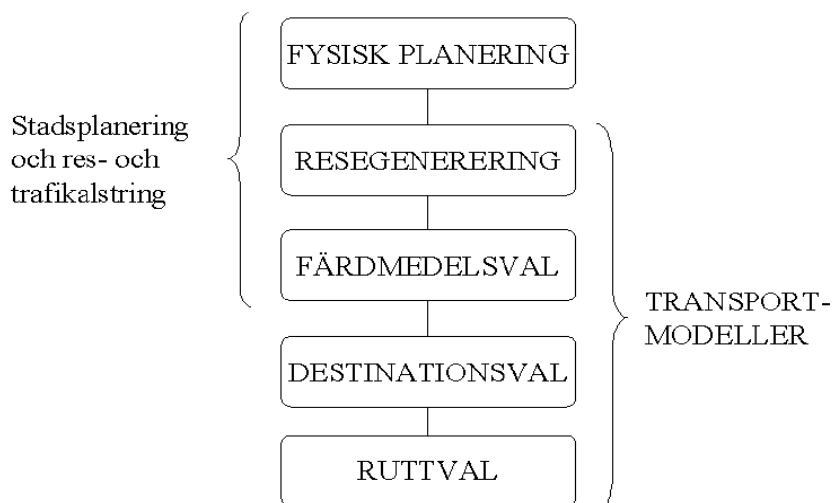 FYSISK PLANERING
Stadsplanering
och res- och
trafikalstring
RESEGENERERING
FÄRDMEDELSVAL
TRANSPORT-
MODELLER
DESTINATIONSVAL
RUTTVAL